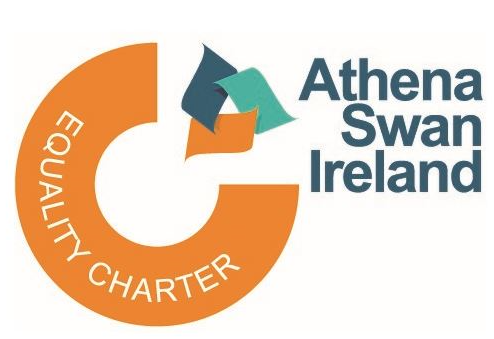 Athena
Swan
Ireland
EQUALITY CHARTER